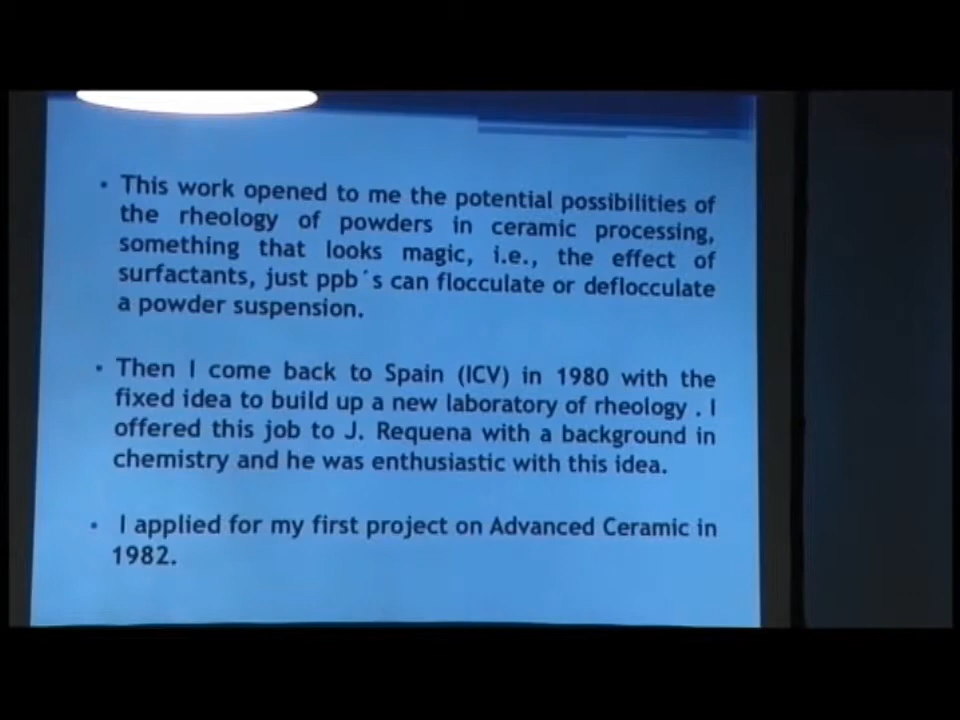 • This work opened to me the potential possibilities of
the rheology of powders in ceramic processing,
something that looks magic, i.e., the effect of
surfactants, just ppb´s can flocculate or deflocculate
a powder suspension.
• Then I come back to Spain (ICV) in 1980 with the
fixed idea to build up a new laboratory of rheology . I
offered this job to J. Requena with a background in
chemistry and he was enthusiastic with this idea.
• I applied for my first project on Advanced Ceramic in
1982.